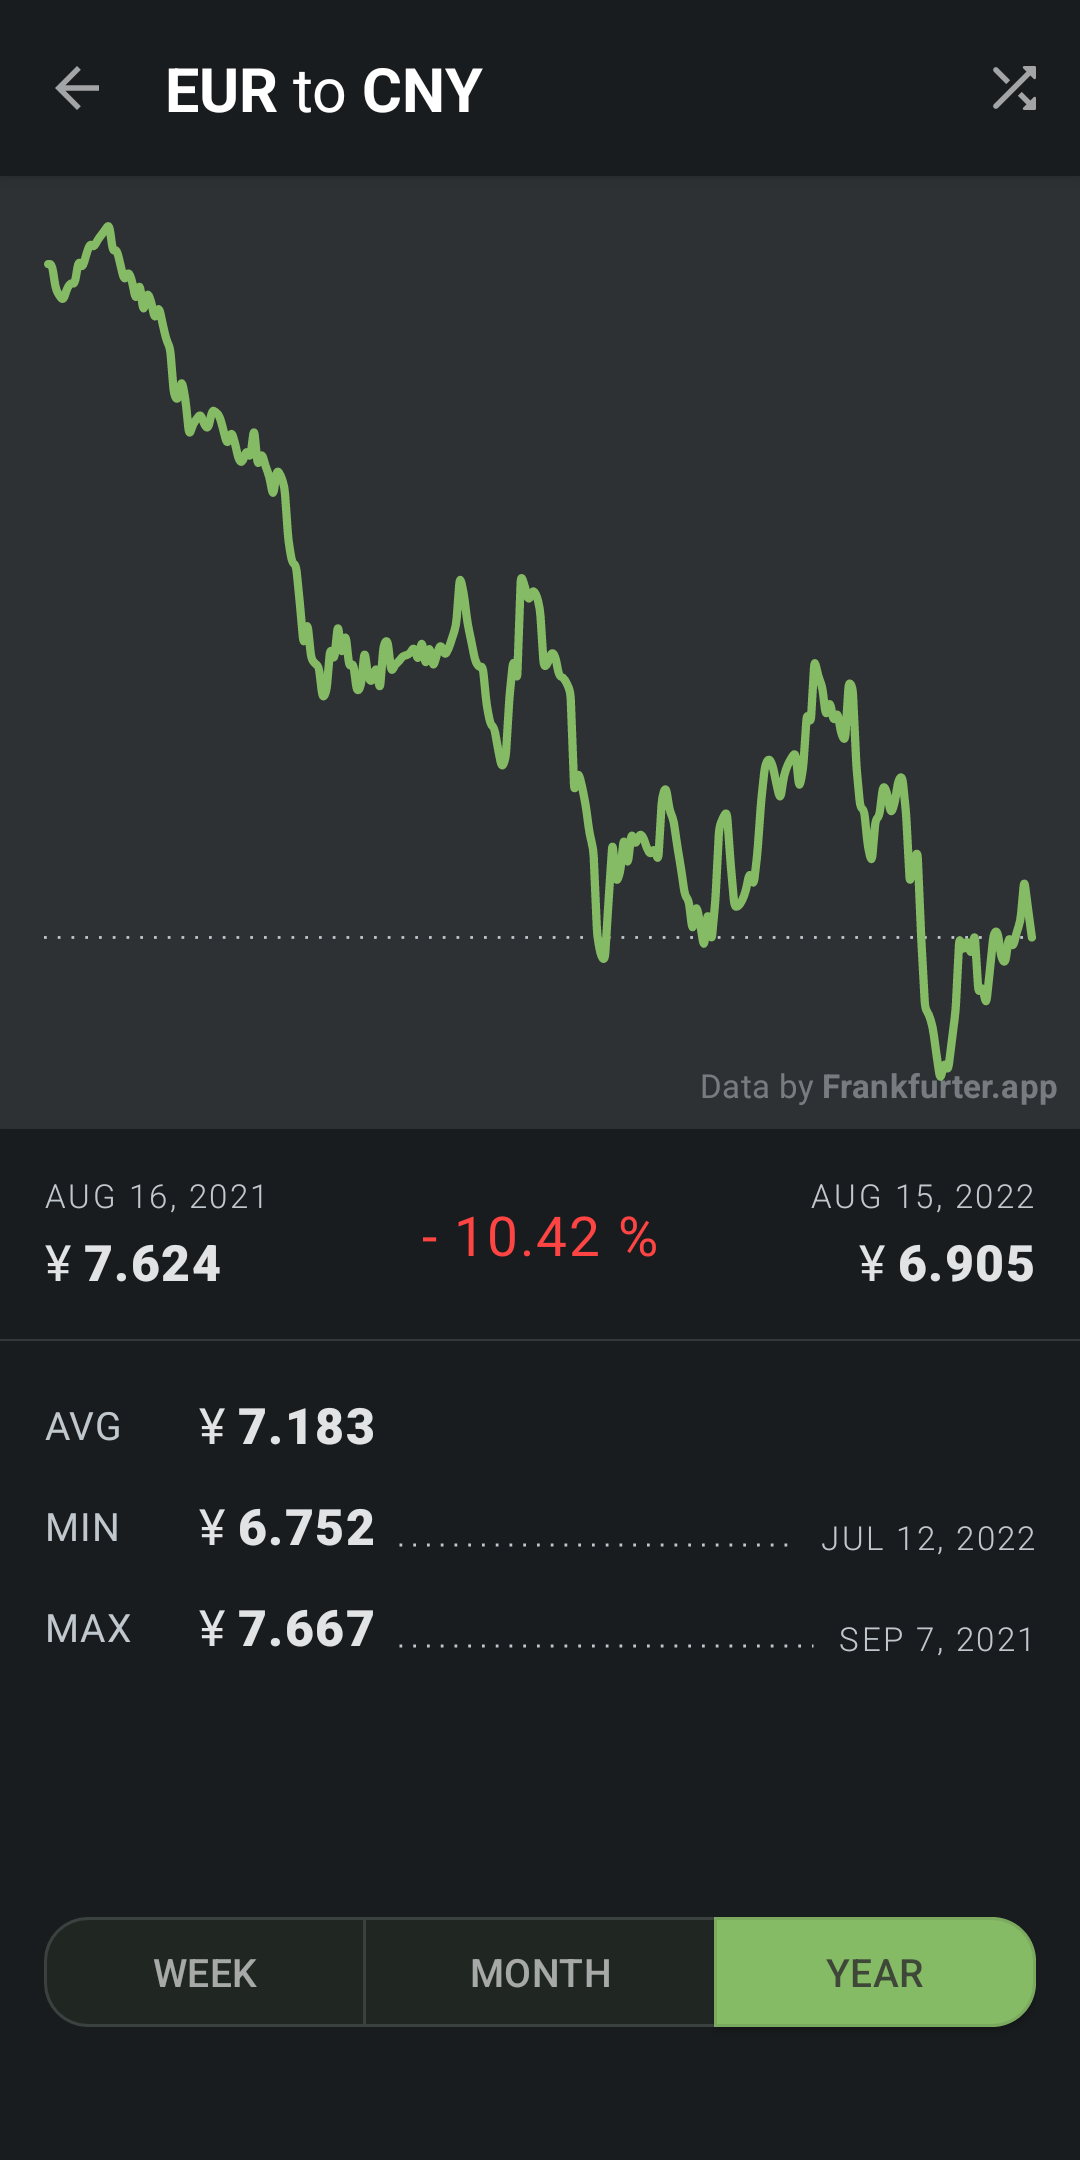 EUR to CNY
Data by Frankfurter.app
AUG 16, 2021
¥ 7.624
- 10.42 %
AUG 15, 2022
¥ 6.905
AVG ¥ 7.183
MIN ¥ 6.752 JUL 12, 2022
MAX ¥ 7.667 SEP 7, 2021
WEEK MONTH YEAR